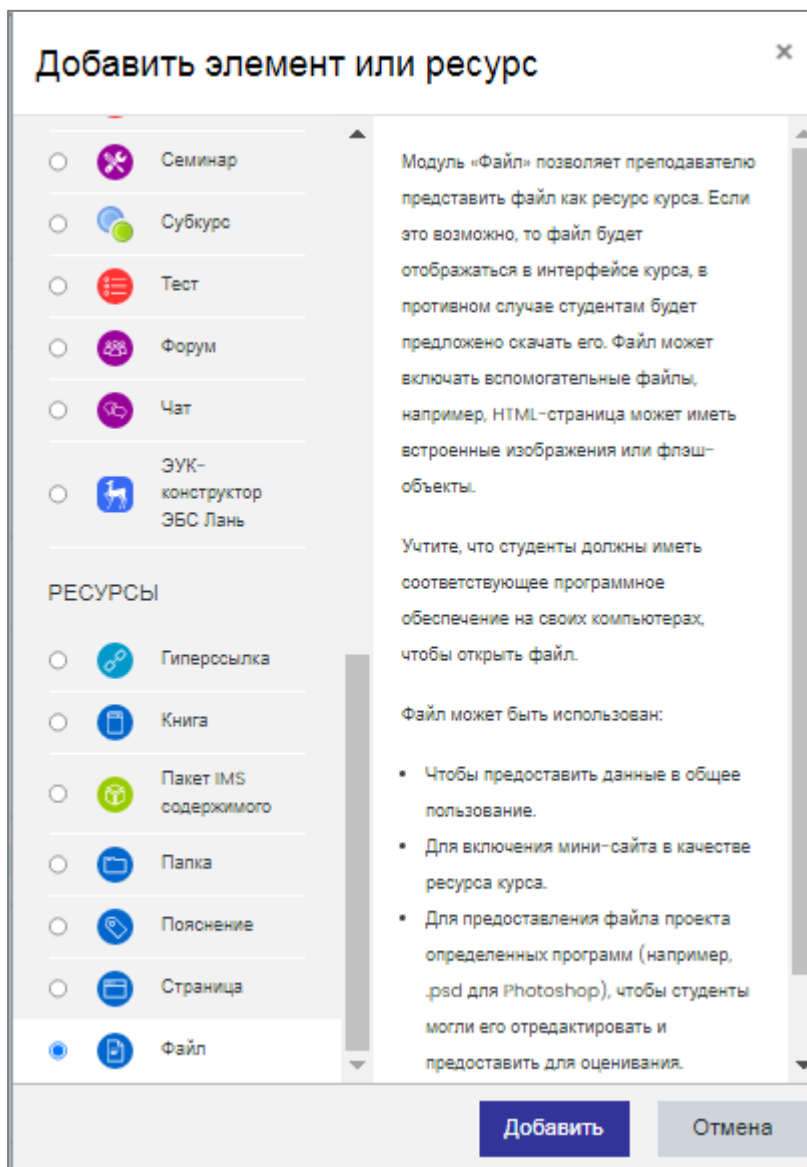 Добавить элемент или ресурс
×
Семинар
Субкурс
Тест
Форум
Чат
ЭУК-
конструктор
ЭБС Лань
РЕСУРСЫ
Гиперссылка
Книга
Пакет IMS
содержимого
Папка
Пояснение
Страница
Файл
Модуль «Файл» позволяет преподавателю
представить файл как ресурс курса. Если
это возможно, то файл будет
отображаться в интерфейсе курса, в
противном случае студентам будет
предложено скачать его. Файл может
включать вспомогательные файлы,
например, HTML-страница может иметь
встроенные изображения или флэш-
объекты.
Учтите, что студенты должны иметь
соответствующее программное
обеспечение на своих компьютерах,
чтобы открыть файл.
Файл может быть использован:
• Чтобы предоставить данные в общее
пользование.
• Для включения мини-сайта в качестве
ресурса курса.
• Для предоставления файла проекта
определенных программ (например,
.psd для Photoshop), чтобы студенты
могли его отредактировать и
предоставить для оценивания.
Добавить
Отмена